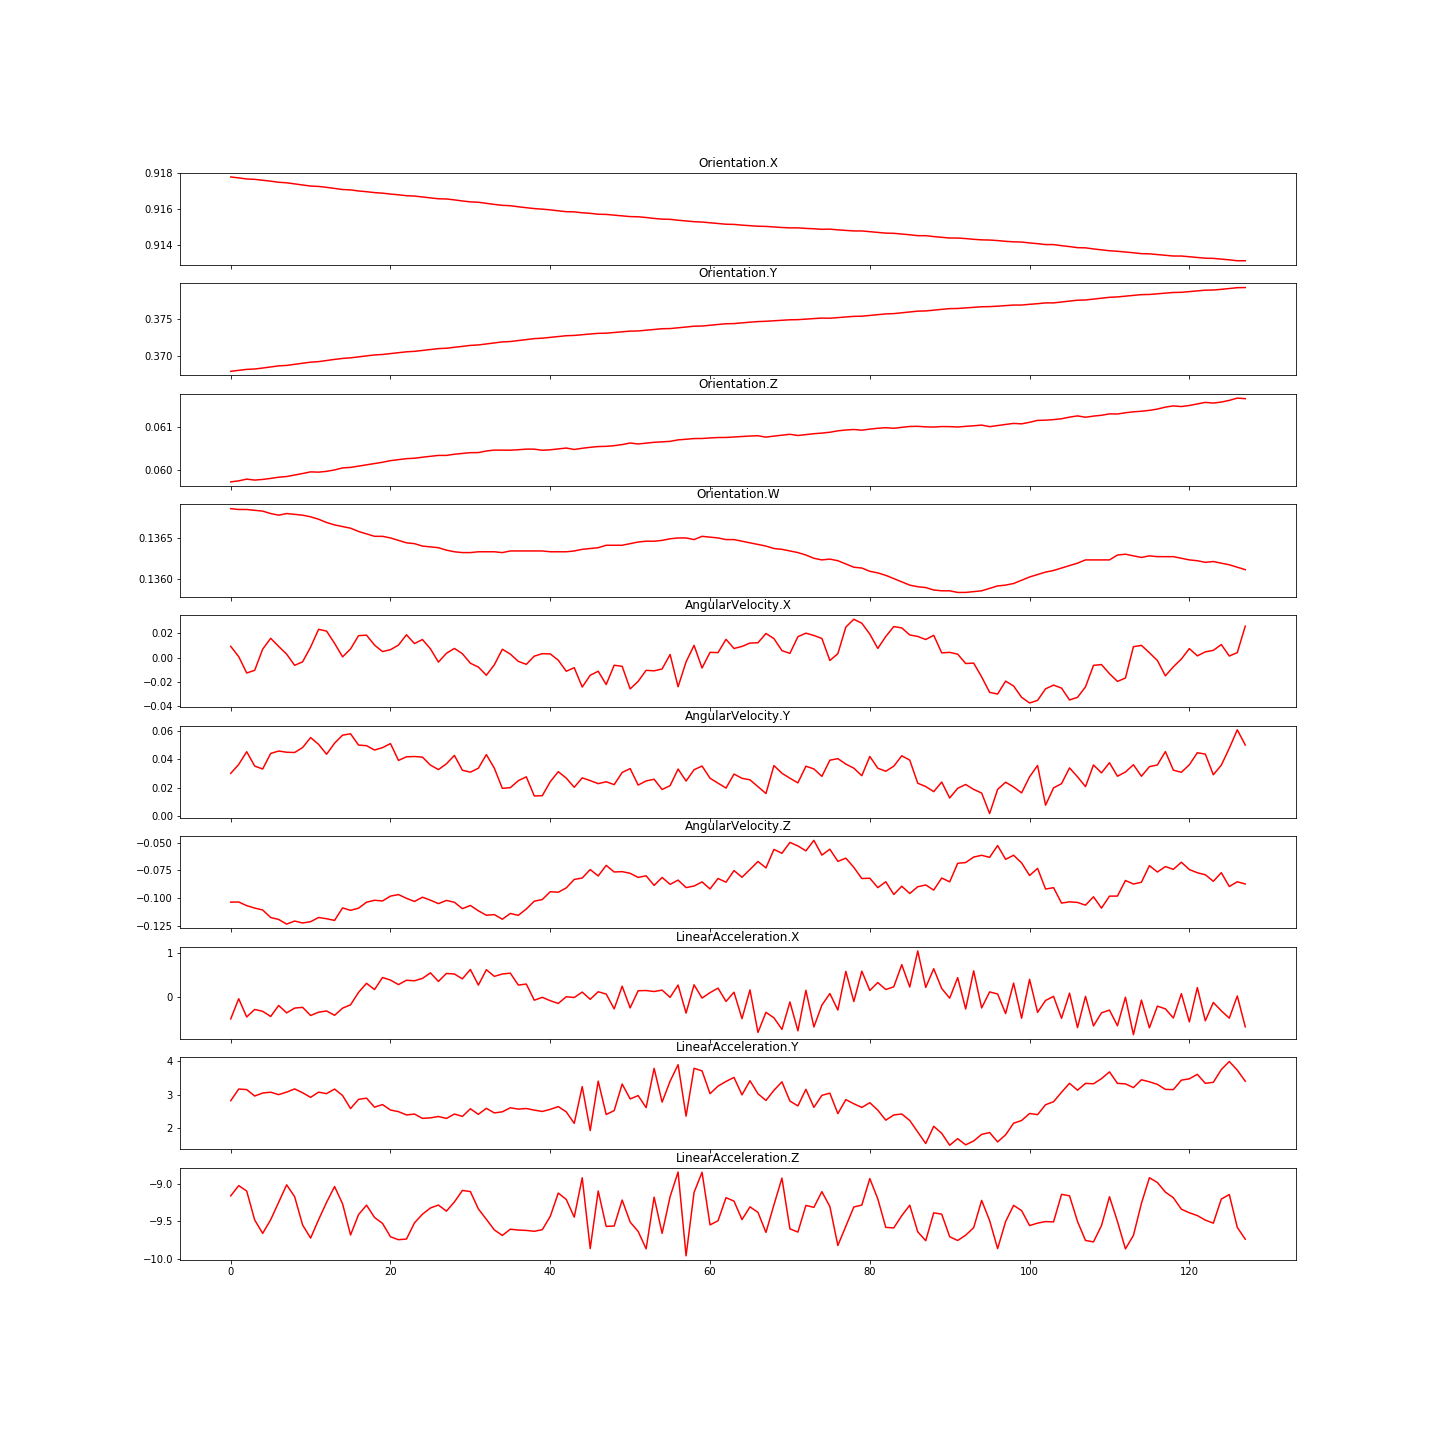 Orientation.X
0.918
0.916
0.914
Orientation.Y
0.375
0.370
Orientation.Z
0.061
0.060
Orientation.W
0.1365
0.1360
AngularVelocity.X
0.02
0.00
−0.02
−0.04
AngularVelocity.Y
0.06
0.04
0.02
0.00
AngularVelocity.Z
−0.050
−0.075
−0.100
−0.125
LinearAcceleration.X
1
0
LinearAcceleration.Y
4
3
2
LinearAcceleration.Z
−9.0
−9.5
−10.0
0 20 40 60 80 100 120